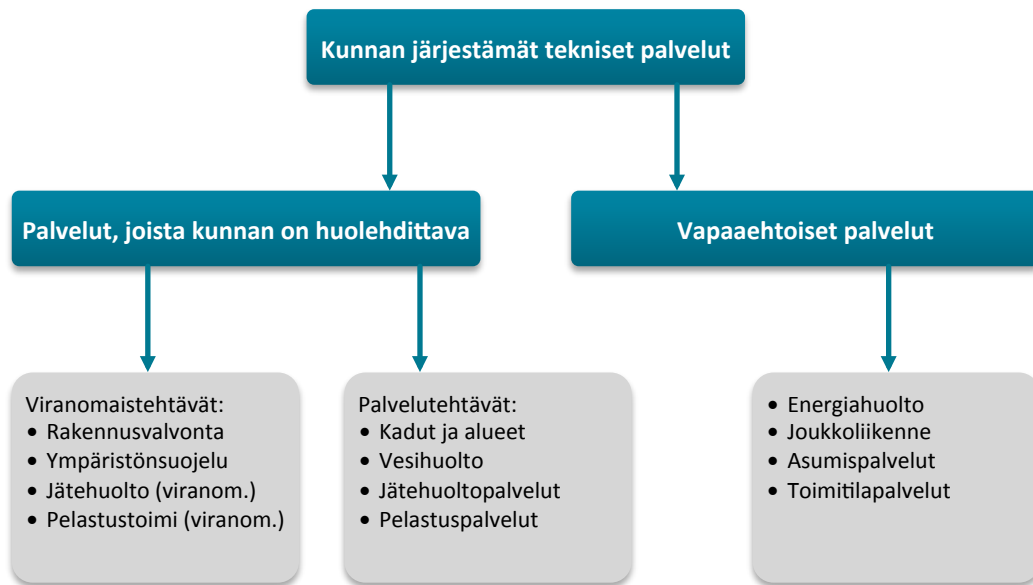 Kunnan järjestämät tekniset palvelut
Palvelut, joista kunnan on huolehdittava
Vapaaehtoiset palvelut
Viranomaistehtävät:
• Rakennusvalvonta
• Ympäristönsuojelu
• Jätehuolto (viranom.)
• Pelastustoimi (viranom.)
Palvelutehtävät:
• Kadut ja alueet
• Vesihuolto
• Jätehuoltopalvelut
• Pelastuspalvelut
• Energiahuolto
• Joukkoliikenne
• Asumispalvelut
• Toimitilapalvelut